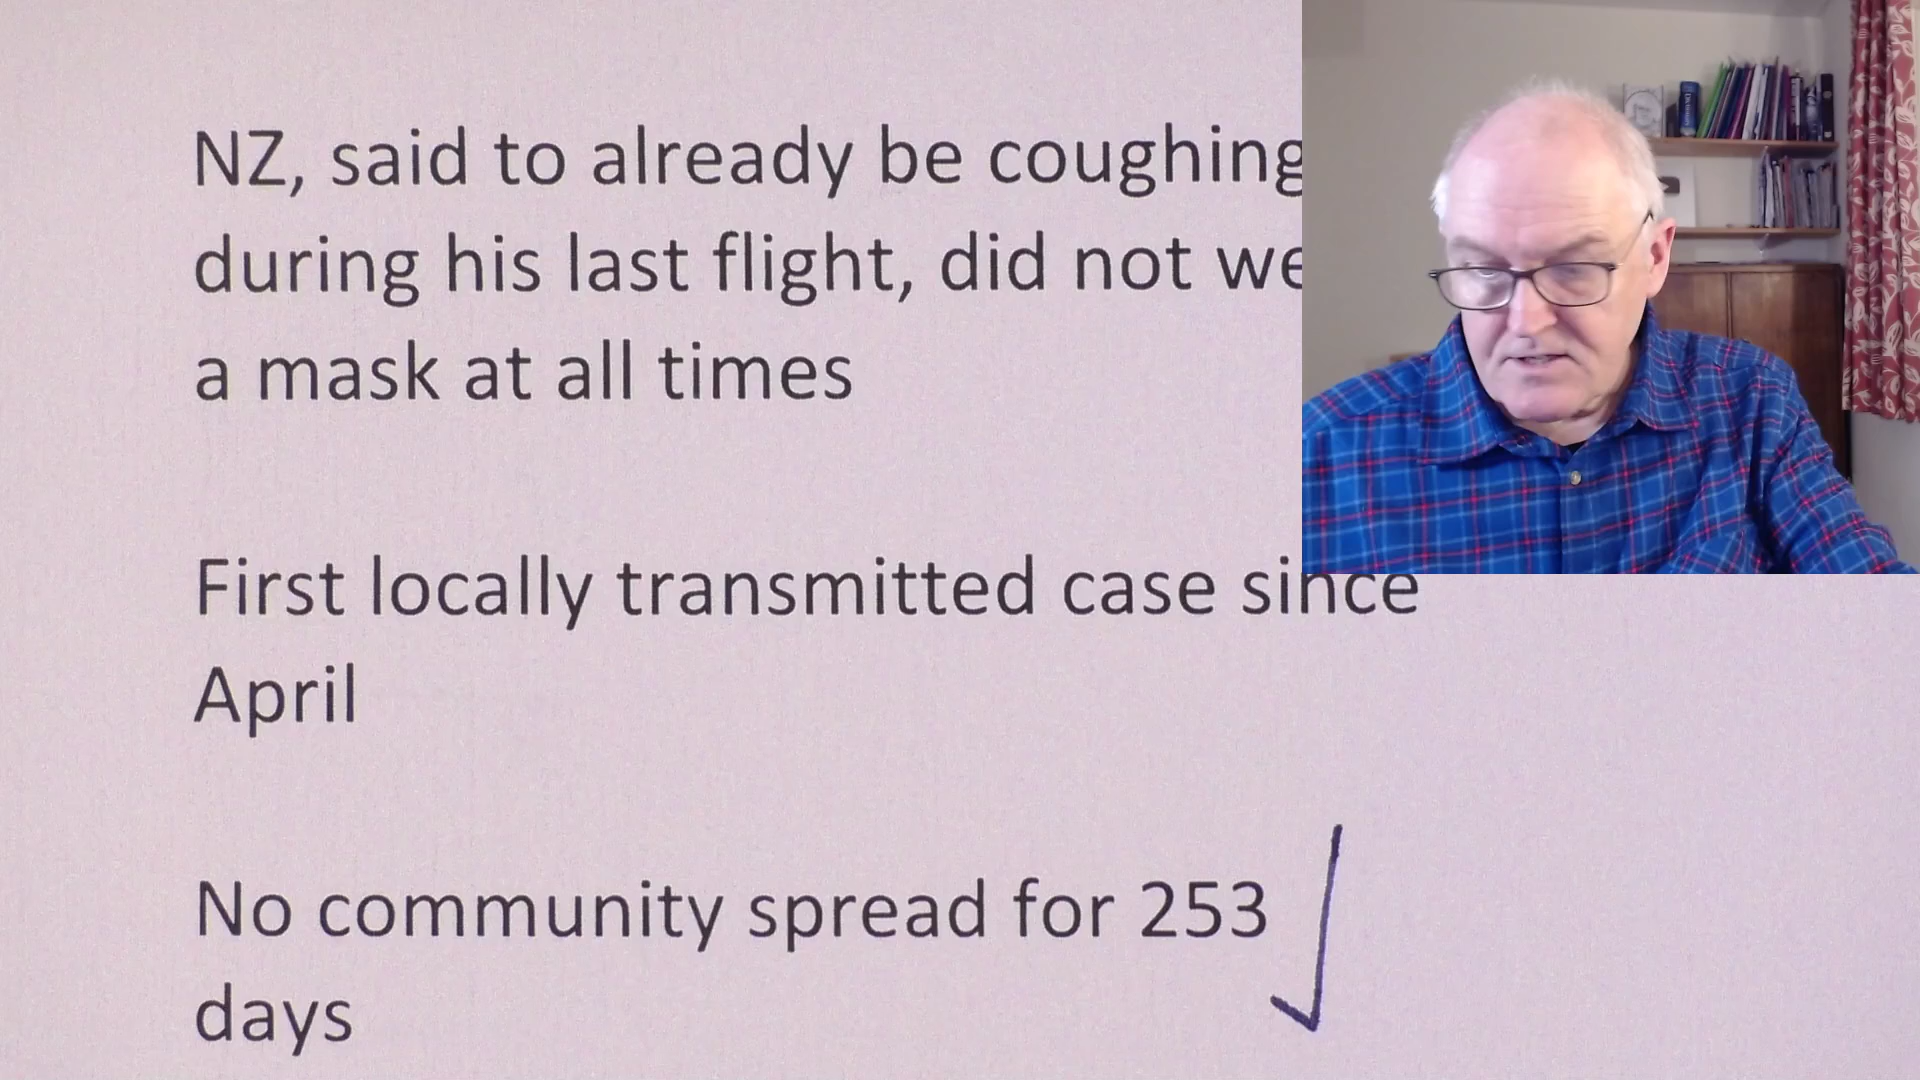 NZ, said to already be coughing
during his last flight, did not
a mask at all times
First locally transmitted case since
April
No community spread for 253
days